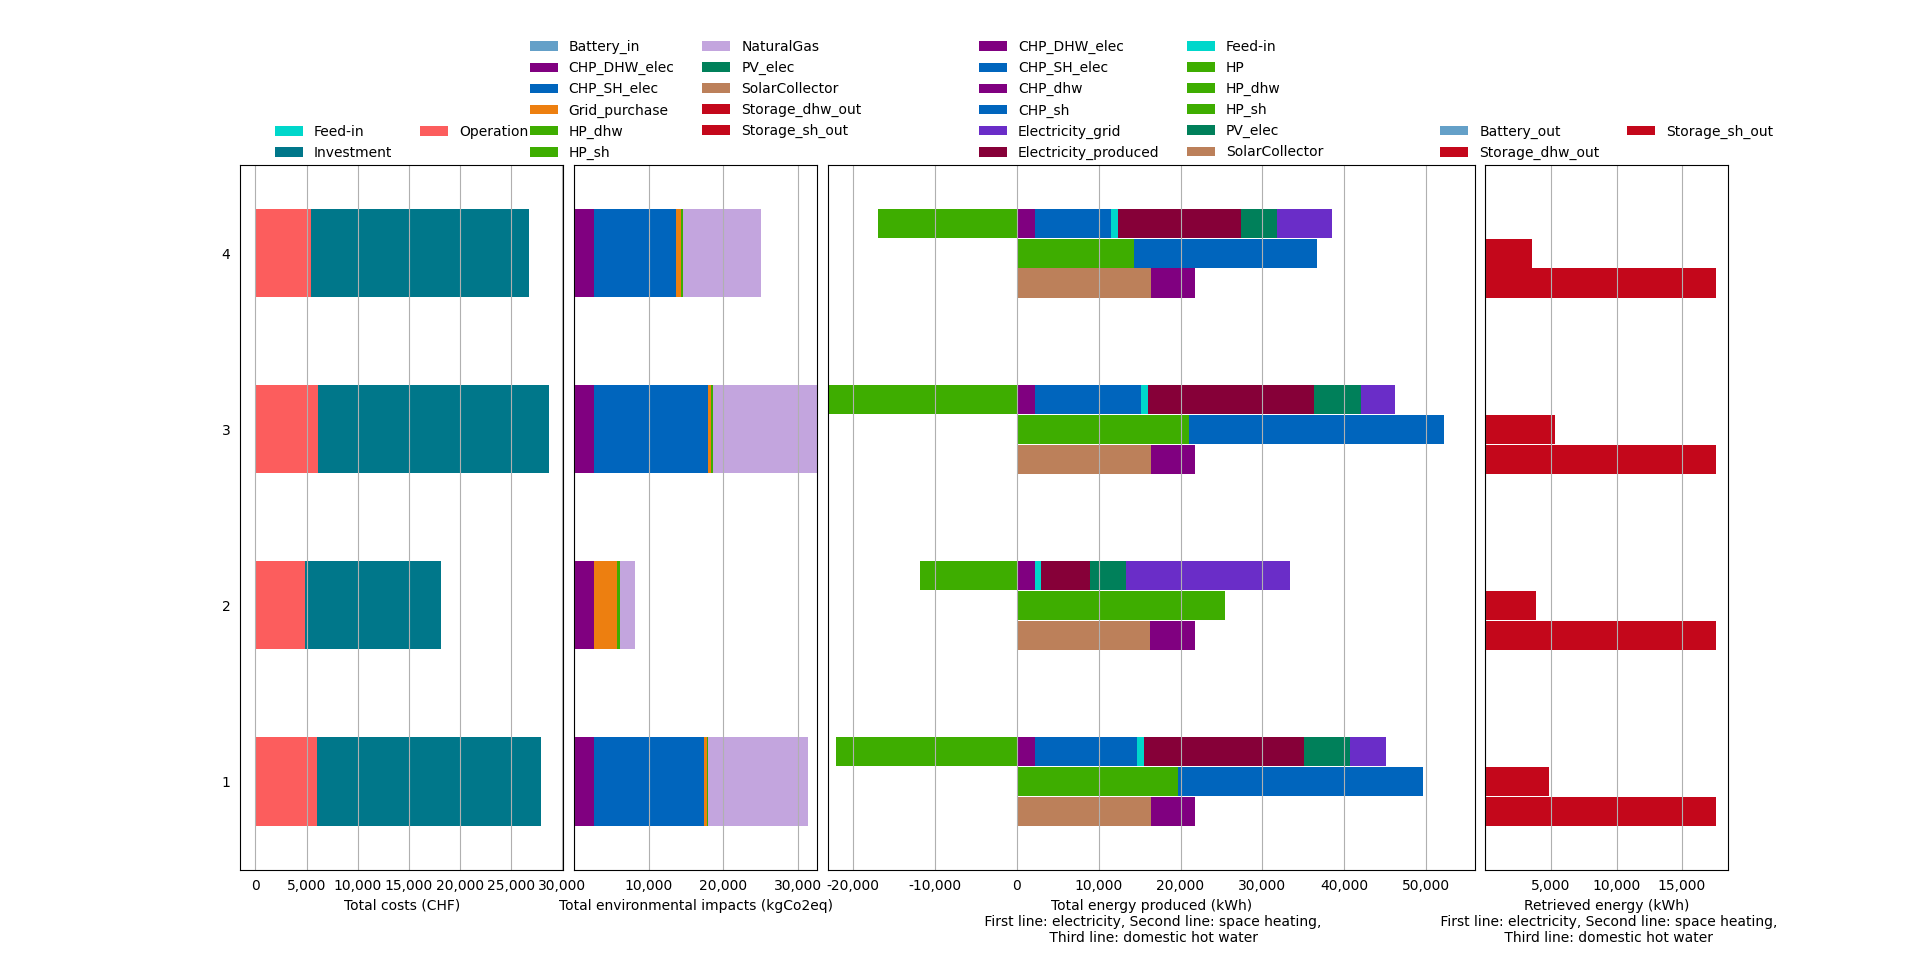 Feed-in
Investment
Operation
Battery_in
CHP_DHW_elec
CHP_SH_elec
Grid_purchase
HP_dhw
HP_sh
NaturalGas
PV_elec
SolarCollector
Storage_dhw_out
Storage_sh_out
CHP_DHW_elec
CHP_SH_elec
CHP_dhw
CHP_sh
Electricity_grid
Electricity_produced
Feed-in
HP
HP_dhw
HP_sh
PV_elec
SolarCollector
Battery_out
Storage_dhw_out
Storage_sh_out
4
3
2
1
0 5,000 10,000 15,000 20,000 25,000 30,000
Total costs (CHF)
10,000 20,000 30,000
Total environmental impacts (kgCo2eq)
-20,000 -10,000 0 10,000 20,000 30,000 40,000 50,000
Total energy produced (kWh)
First line: electricity, Second line: space heating,
Third line: domestic hot water
5,000 10,000 15,000
Retrieved energy (kWh)
First line: electricity, Second line: space heating,
Third line: domestic hot water